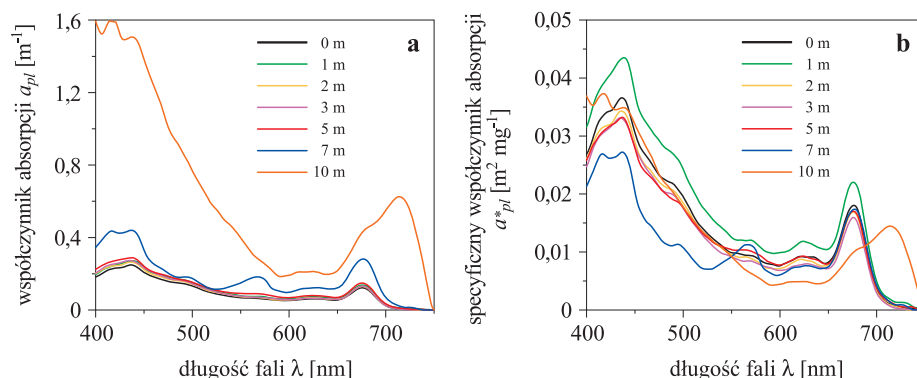 współczynnik absorpcji a_pl [m⁻¹]
1,6
1,2
0,8
0,4
0
a
0 m
1 m
2 m
3 m
5 m
7 m
10 m
400 500 600 700
długość fali λ [nm]
specyficzny współczynnik absorpcji
a*_pl [m² mg⁻¹]
0,05
0,04
0,03
0,02
0,01
0
b
0 m
1 m
2 m
3 m
5 m
7 m
10 m
400 500 600 700
długość fali λ [nm]